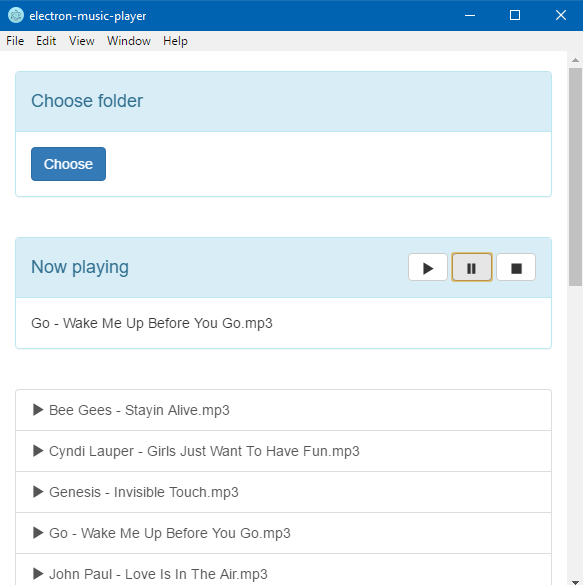 electron-music-player
File Edit View Window Help
Choose folder
Choose
Now playing
Go - Wake Me Up Before You Go.mp3
Bee Gees - Stayin Alive.mp3
Cyndi Lauper - Girls Just Want To Have Fun.mp3
Genesis - Invisible Touch.mp3
Go - Wake Me Up Before You Go.mp3
John Paul - Love Is In The Air.mp3